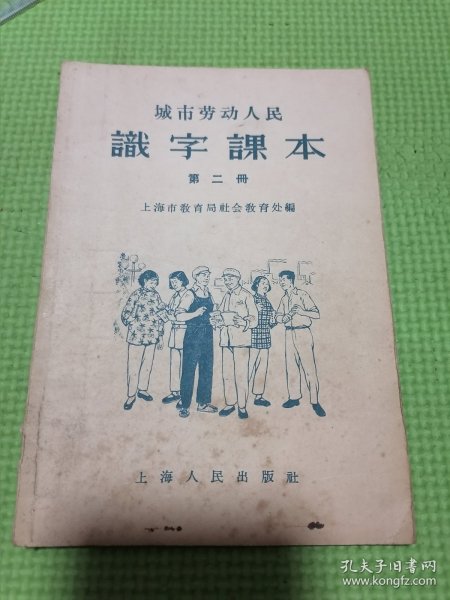 城市劳动人民
識字課本
第二冊
上海市教育局社会教育处編
上海人民出版社
孔夫子旧书网
www.kongfz.com